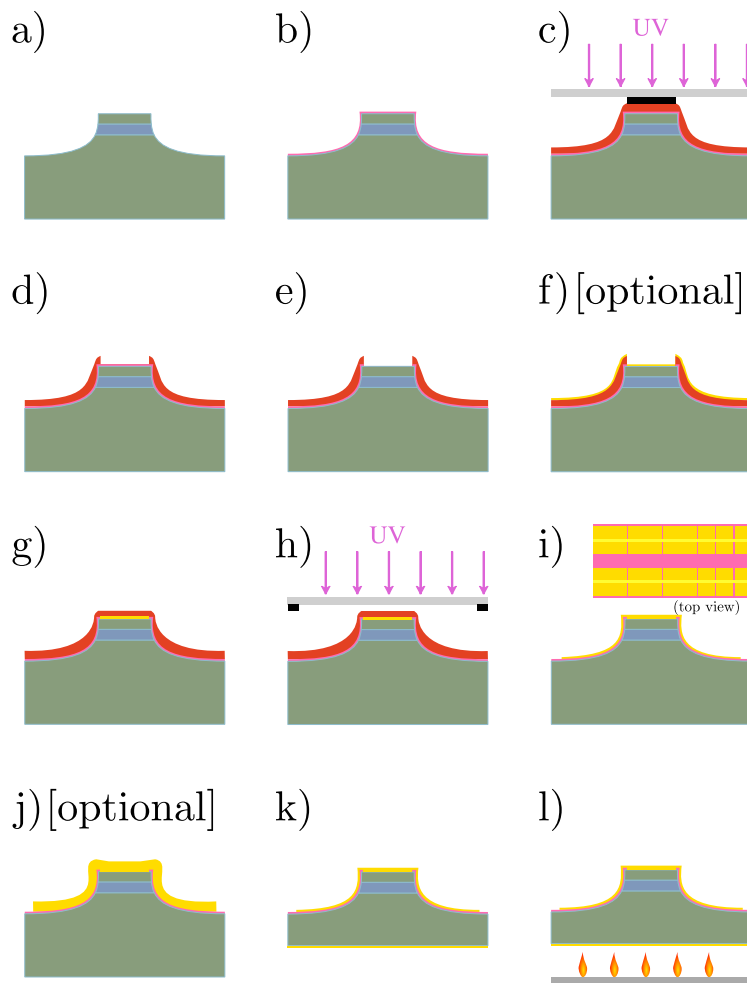 a)
b)
c)
UV
d)
e)
f)[optional]
g)
h)
UV
i)
(top view)
j)[optional]
k)
l)